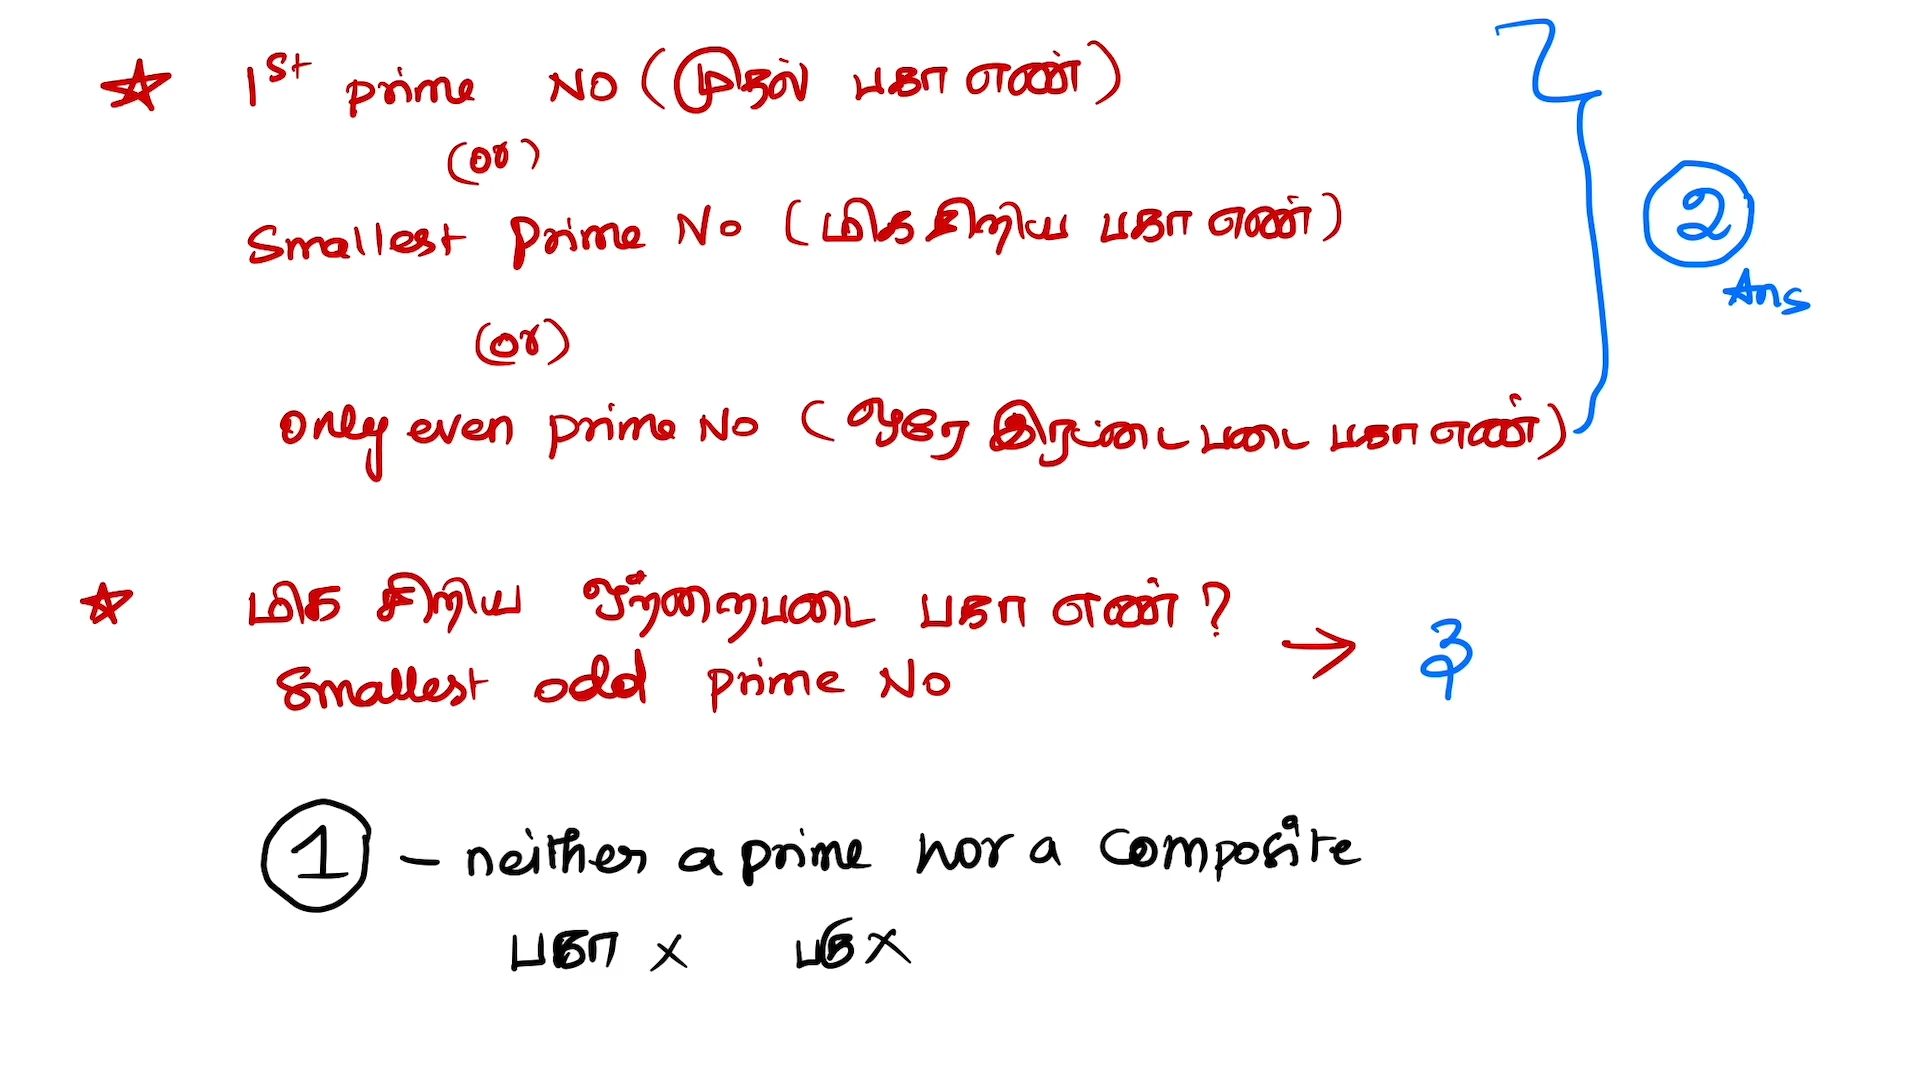 1st prime No (முதல் பகா எண்)
(or)
Smallest prime No (மிக சிறிய பகா எண்)
2
Ans
(or)
only even prime No (ஒரே இரட்டை படை பகா எண்)
மிக சிறிய ஒற்றைபடை பகா எண்?
Smallest odd prime No → 3
1 - neither a prime nor a composite
பகா x பகு x